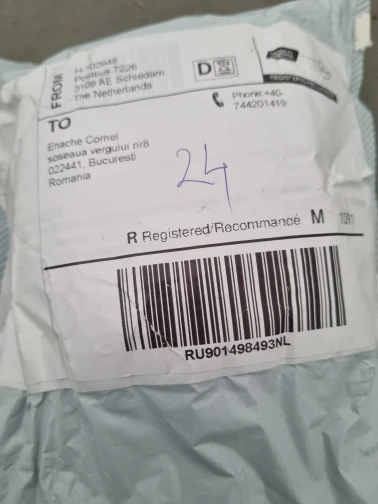 FROM
Postbus 7226
3109 AE Schiedam
The Netherlands
D
Phone:+40-
744201419
TO
Enache Cornel
soseaua vergului nr8
022441, Bucuresti
Romania
24
R Registered/Recommandé M 1091
RU901498493NL